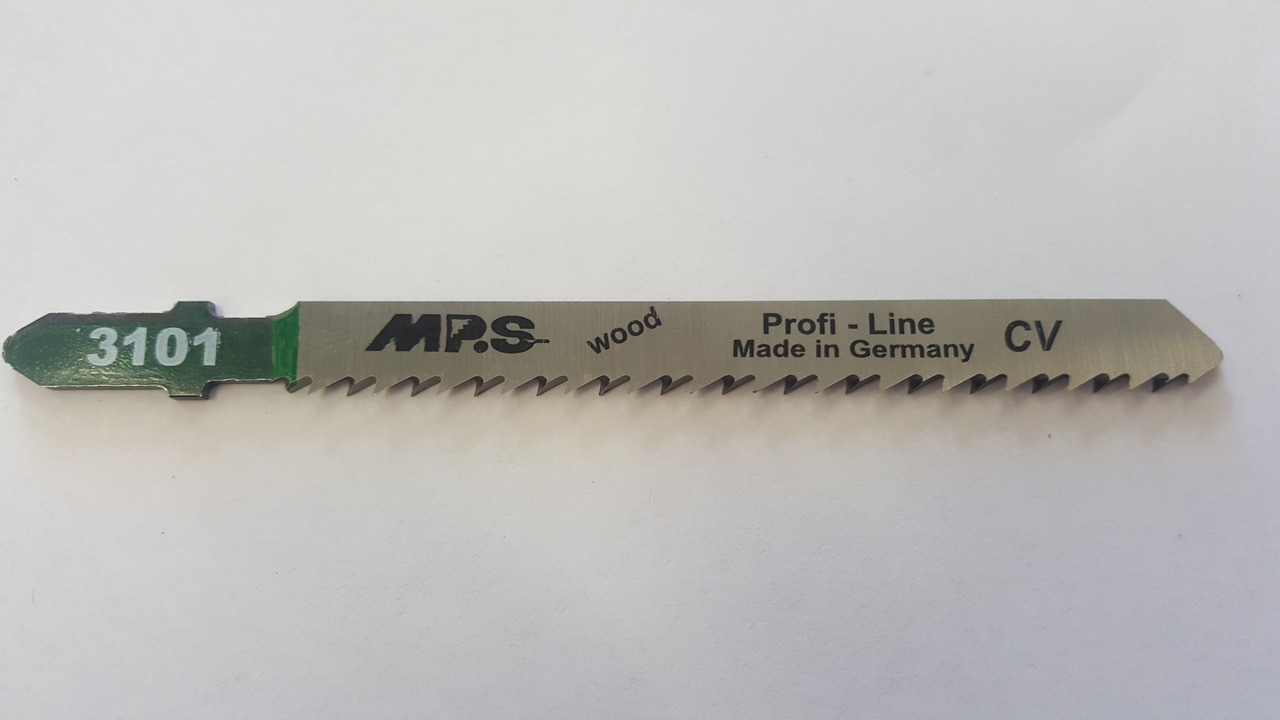 3101
MPS
wood
Profi - Line
Made in Germany
CV